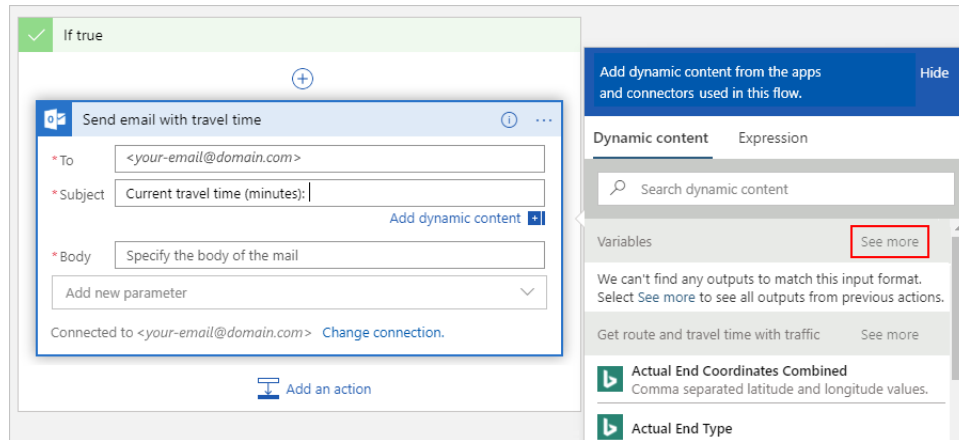 If true
Send email with travel time
* To <your-email@domain.com>
* Subject Current travel time (minutes):
Add dynamic content
* Body Specify the body of the mail
Add new parameter
Connected to <your-email@domain.com> Change connection.
Add an action
Add dynamic content from the apps Hide
and connectors used in this flow.
Dynamic content Expression
Search dynamic content
Variables See more
We can't find any outputs to match this input format.
Select See more to see all outputs from previous actions.
Get route and travel time with traffic See more
Actual End Coordinates Combined
Comma separated latitude and longitude values.
Actual End Type